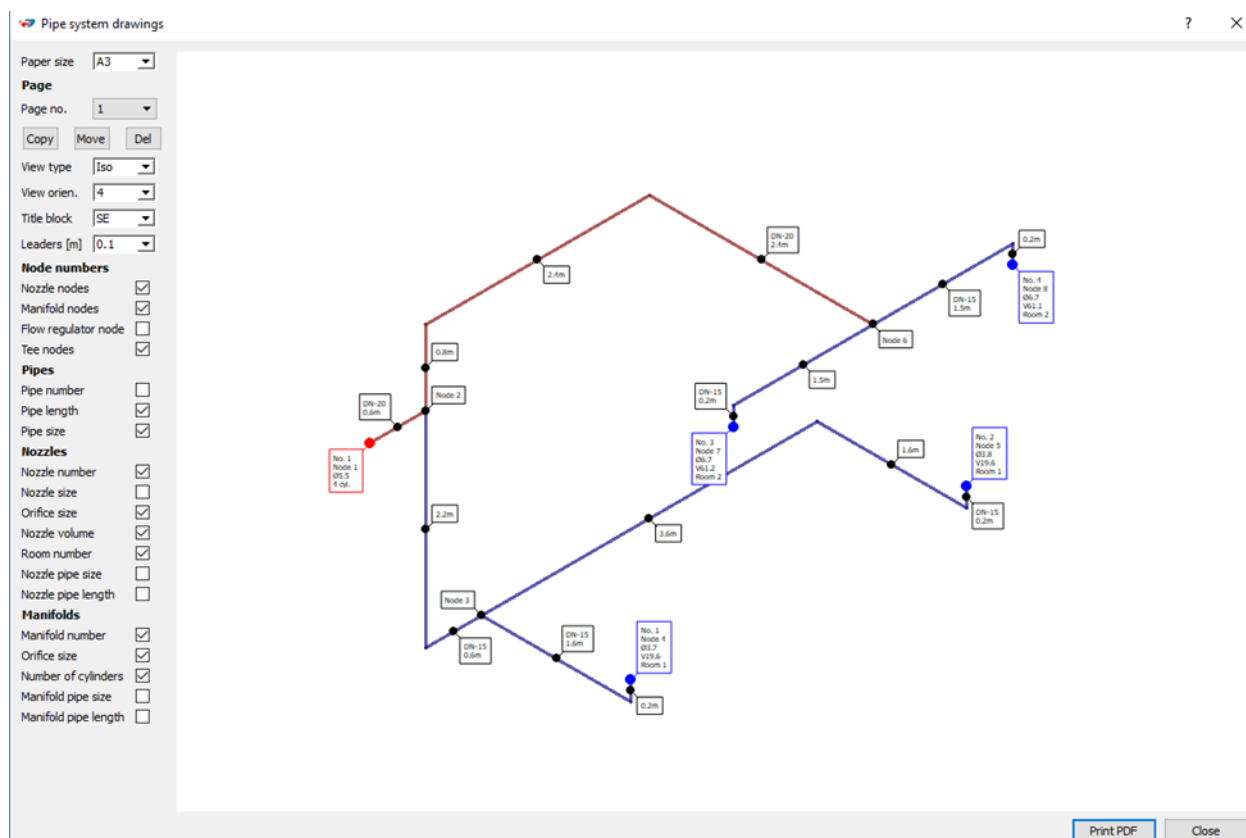 Pipe system drawings
?
Paper size
A3
Page
Page no.
1
Copy
Move
Del
View type
Iso
View orien.
4
Title block
SE
Leaders [m]
0.1
Node numbers
Nozzle nodes
Manifold nodes
Flow regulator node
Tee nodes
Pipes
Pipe number
Pipe length
Pipe size
Nozzles
Nozzle number
Nozzle size
Orifice size
Nozzle volume
Room number
Nozzle pipe size
Nozzle pipe length
Manifolds
Manifold number
Orifice size
Number of cylinders
Manifold pipe size
Manifold pipe length
2.4m
DN-20
2.4m
0.2m
No. 4
Node 8
Ø6.7
V61.1
Room 2
DN-15
1.5m
Node 6
0.8m
1.5m
Node 2
DN-20
0.6m
DN-15
0.2m
No. 1
Node 1
Ø5.5
4 cyl.
No. 3
Node 7
Ø6.7
V61.2
Room 2
1.6m
No. 2
Node 5
Ø3.8
V19.6
Room 1
DN-15
0.2m
2.2m
3.6m
Node 3
DN-15
0.6m
DN-15
1.6m
No. 1
Node 4
Ø3.7
V19.6
Room 1
0.2m
Print PDF
Close